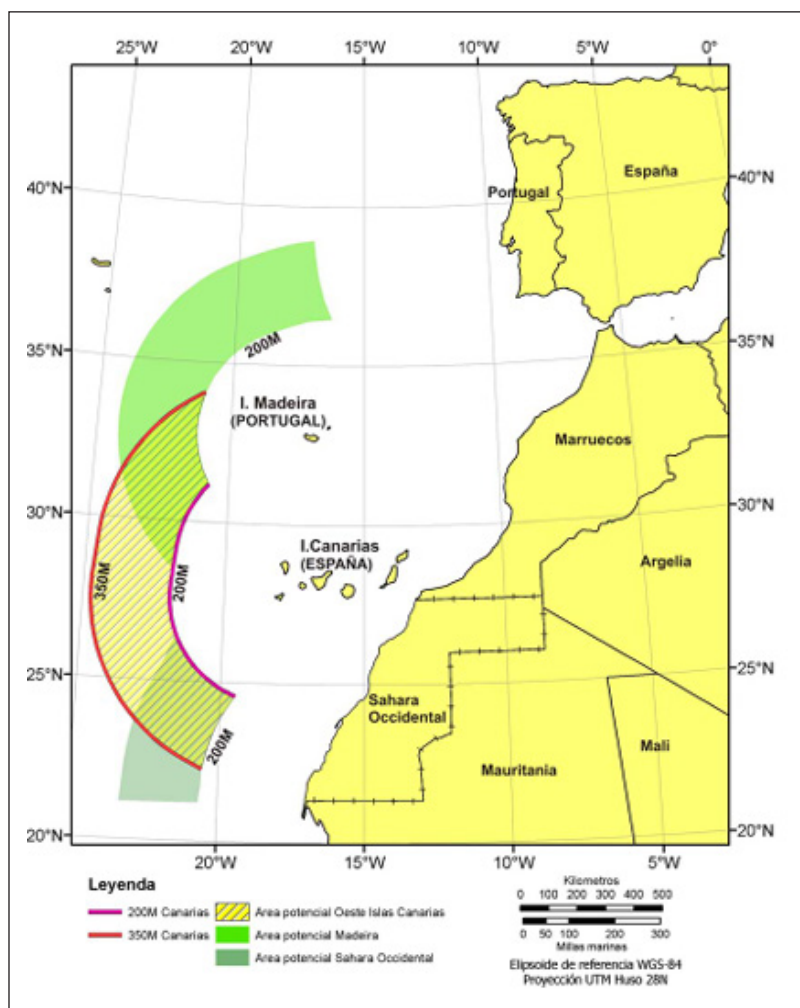 25°W 20°W 15°W 10°W 5°W 0°
40°N
40°N
España
Portugal
200M
35°N
35°N
I. Madeira
(PORTUGAL)
Marruecos
30°N
30°N
I.Canarias
(ESPAÑA)
Argelia
350M
200M
25°N
25°N
Sahara
Occidental
200M
Mali
Mauritania
20°N
20°N
20°W 15°W 10°W 5°W
Leyenda
200M Canarias
350M Canarias
Area potencial Oeste Islas Canarias
Area potencial Madeira
Area potencial Sahara Occidental
Kilometros
0 100 200 300 400 500
0 50 100 200 300
Millas marinas
Elipsoide de referencia WGS-84
Proyección UTM Huso 28N